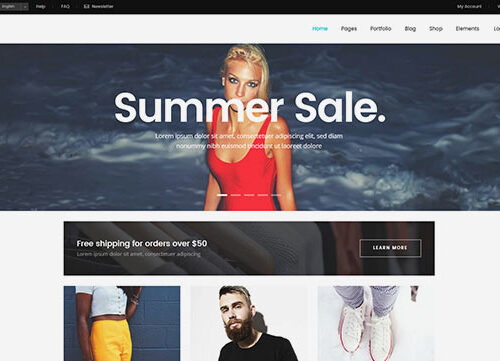 English
Help
FAQ
Newsletter
My Account
Home
Pages
Portfolio
Blog
Shop
Elements
Summer Sale.
Lorem ipsum dolor sit amet, consectetuer adipiscing elit, sed diam
nonummy nibh euismod tincidunt ut laoreet dolore
Free shipping for orders over $50
Lorem ipsum dolor sit amet, consectetuer adipiscing
LEARN MORE